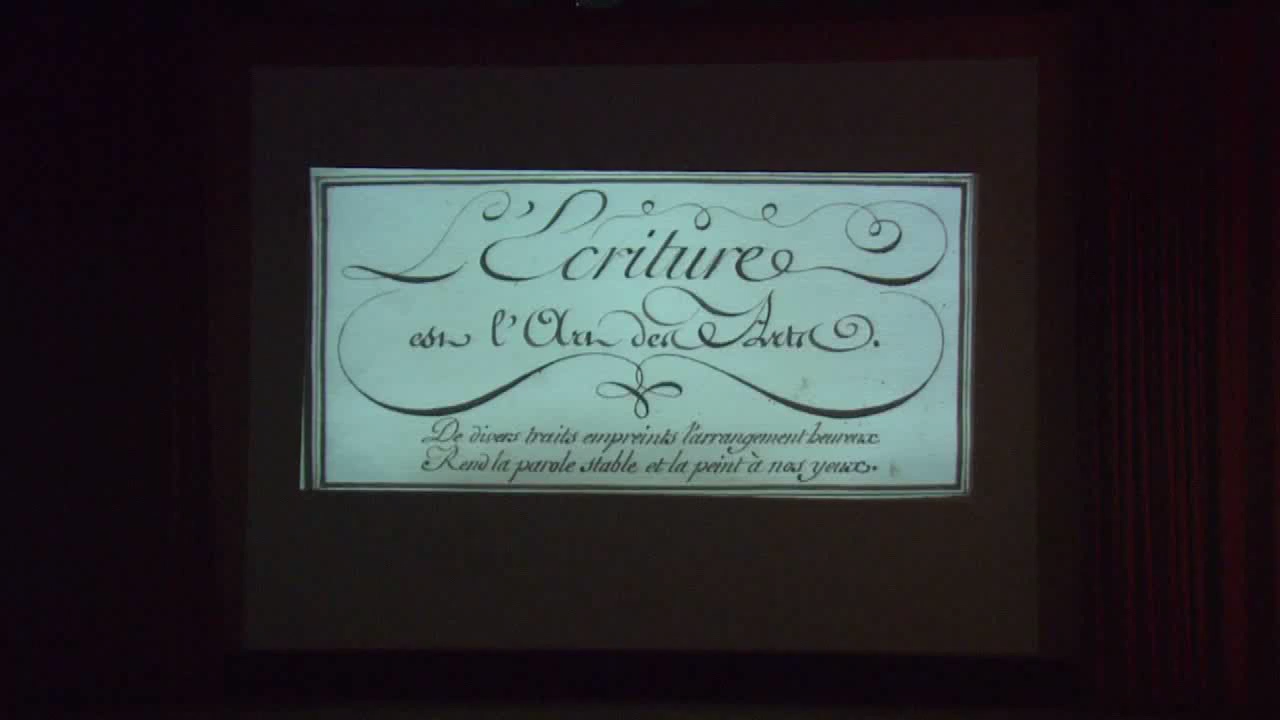 L'Ecriture
est l'Art des Arts.
De divers traits empreints l'arrangement heureux
Rend la parole stable et la peint à nos yeux.